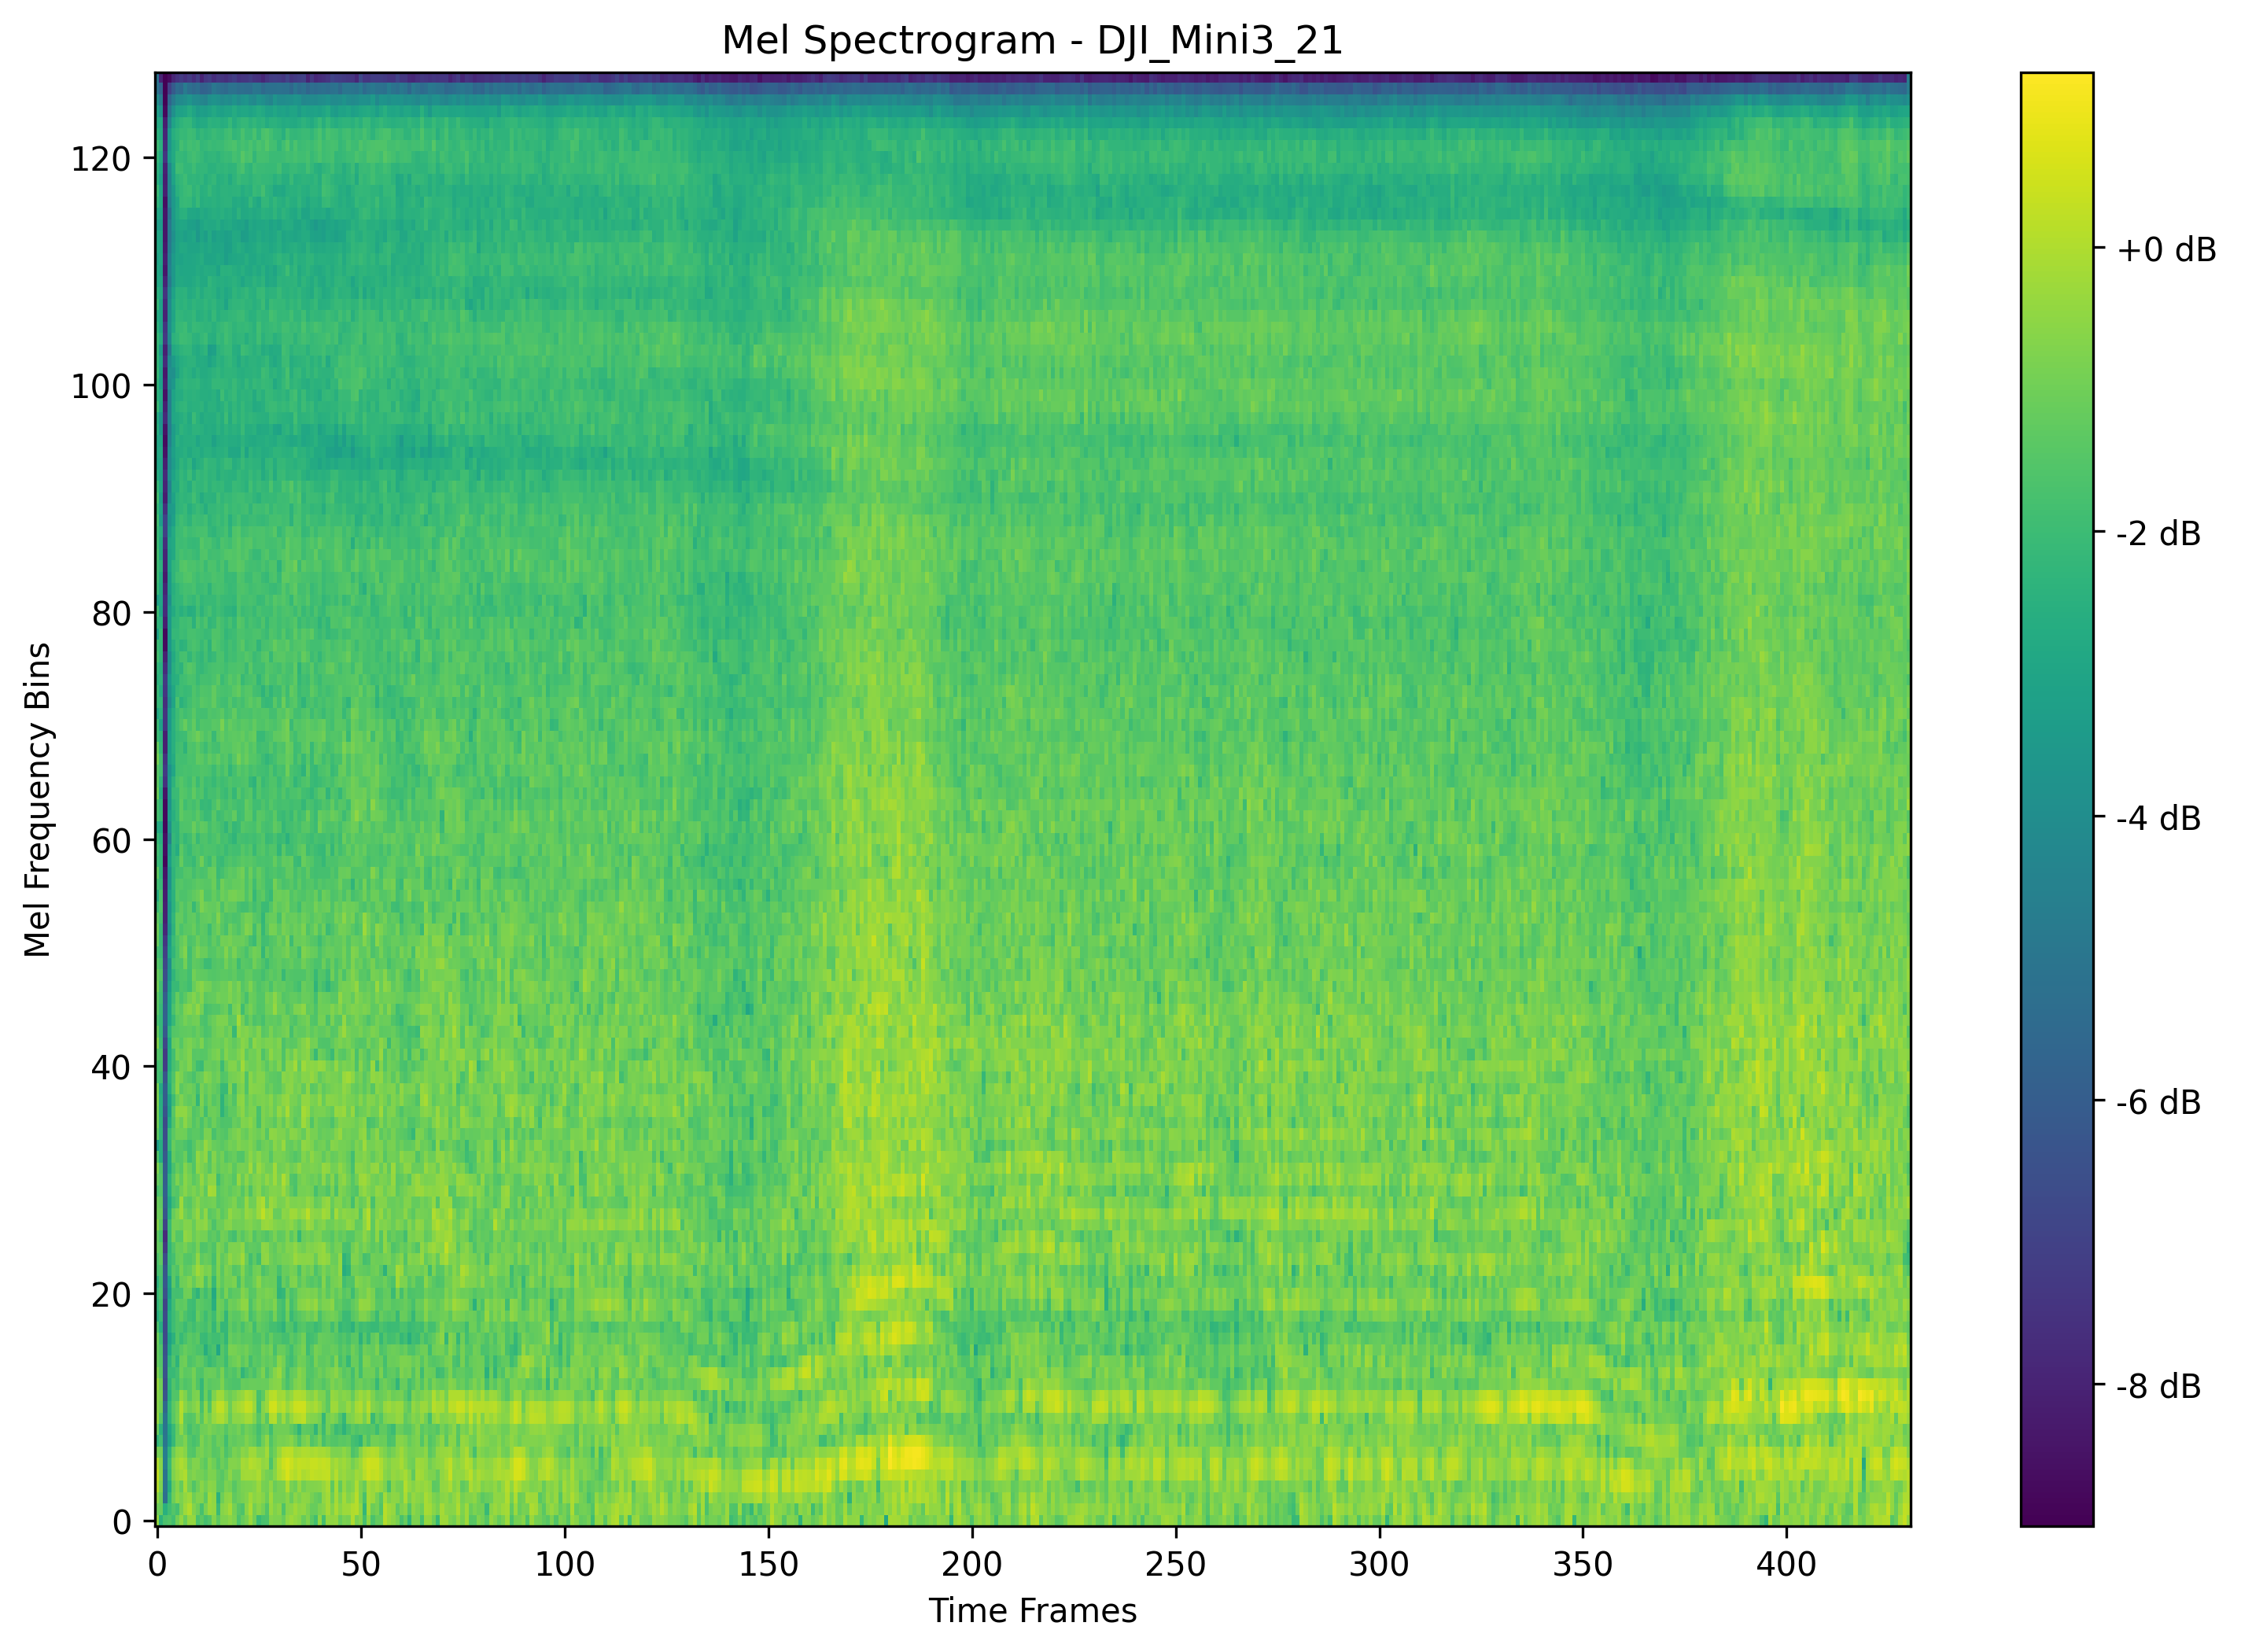 Mel Spectrogram - DJI_Mini3_21
Mel Frequency Bins
120
100
80
60
40
20
0
0 50 100 150 200 250 300 350 400
Time Frames
+0 dB
-2 dB
-4 dB
-6 dB
-8 dB